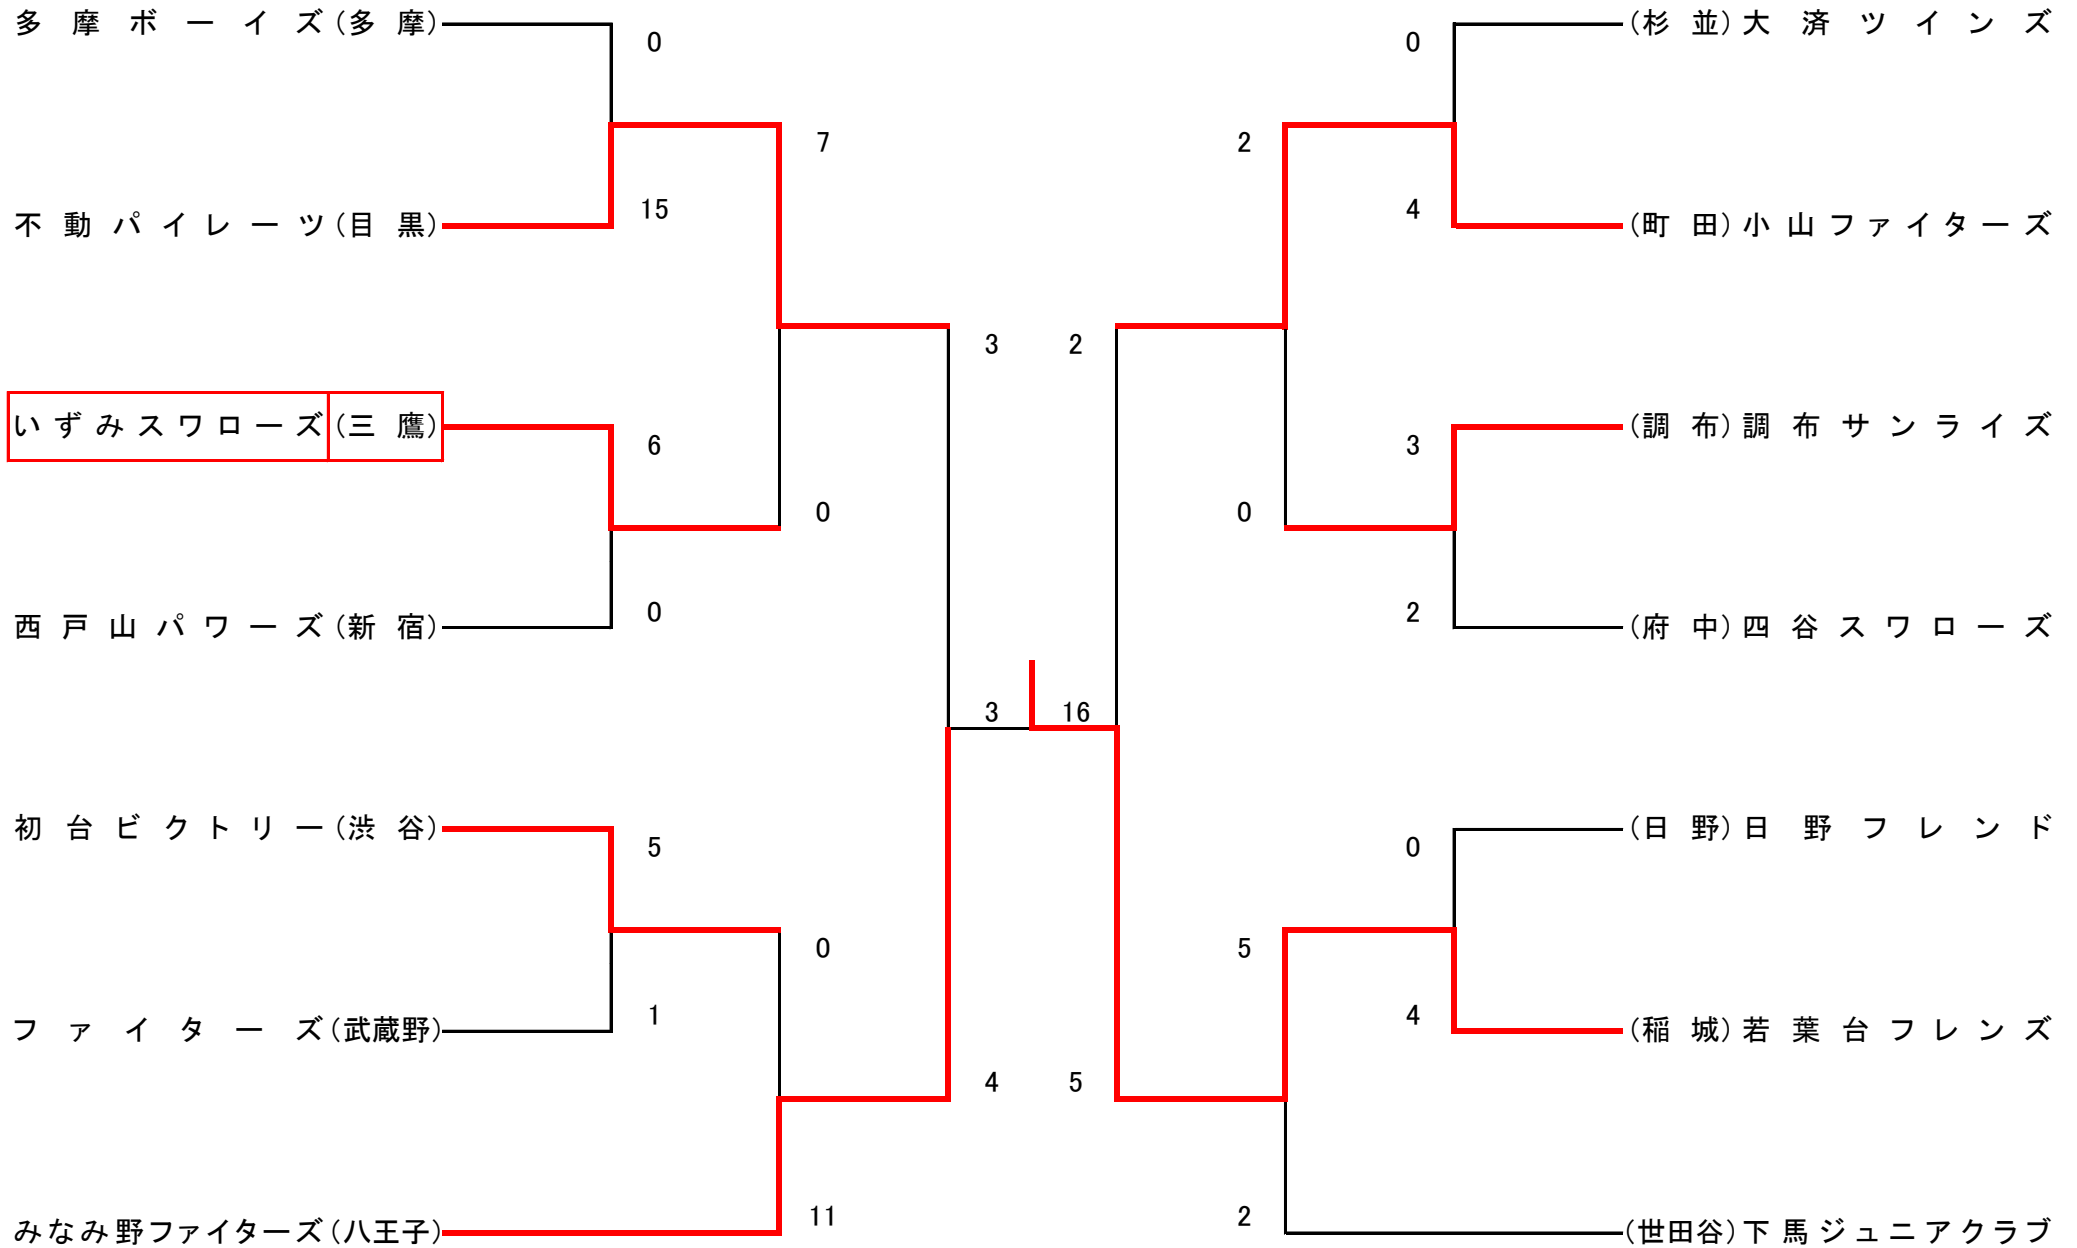 多摩ボーイズ(多摩)
0
0
(杉並)大済ツインズ
7
2
不動パイレーツ(目黒)
15
4
(町田)小山ファイターズ
3
2
いずみスワローズ(三鷹)
6
3
(調布)調布サンライズ
0
0
西戸山パワーズ(新宿)
0
2
(府中)四谷スワローズ
3
16
初台ビクトリー(渋谷)
5
0
(日野)日野フレンド
0
5
ファイターズ(武蔵野)
1
4
(稲城)若葉台フレンズ
4
5
みなみ野ファイターズ(八王子)
11
2
(世田谷)下馬ジュニアクラブ